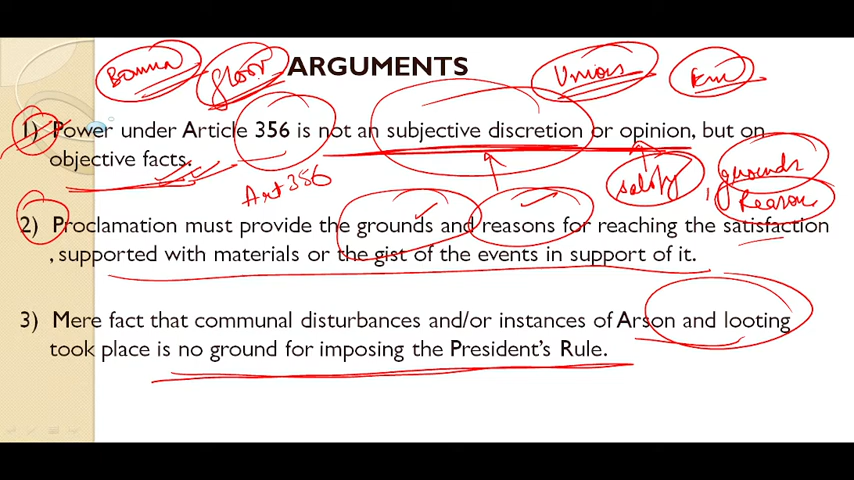 Bommai floor ARGUMENTS Union Em
1) Power under Article 356 is not an subjective discretion or opinion, but on
objective facts.
Art 356 satisfy, grounds
Reason
2) Proclamation must provide the grounds and reasons for reaching the satisfaction
, supported with materials or the gist of the events in support of it.
3) Mere fact that communal disturbances and/or instances of Arson and looting
took place is no ground for imposing the President's Rule.